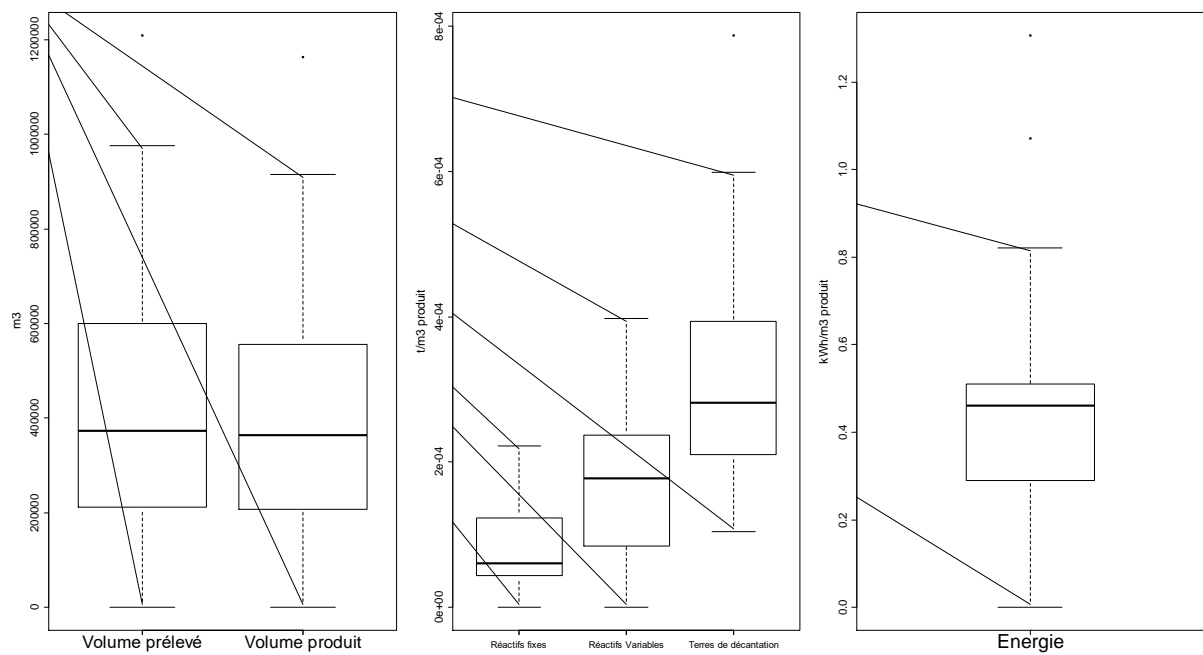 m3
1200000
1000000
800000
600000
400000
200000
0
Volume prélevé
Volume produit
t/m3 produit
8e-04
6e-04
4e-04
2e-04
0e+00
Réactifs fixes
Réactifs Variables
Terres de décantation
kWh/m3 produit
1.2
1.0
0.8
0.6
0.4
0.2
0.0
Energie